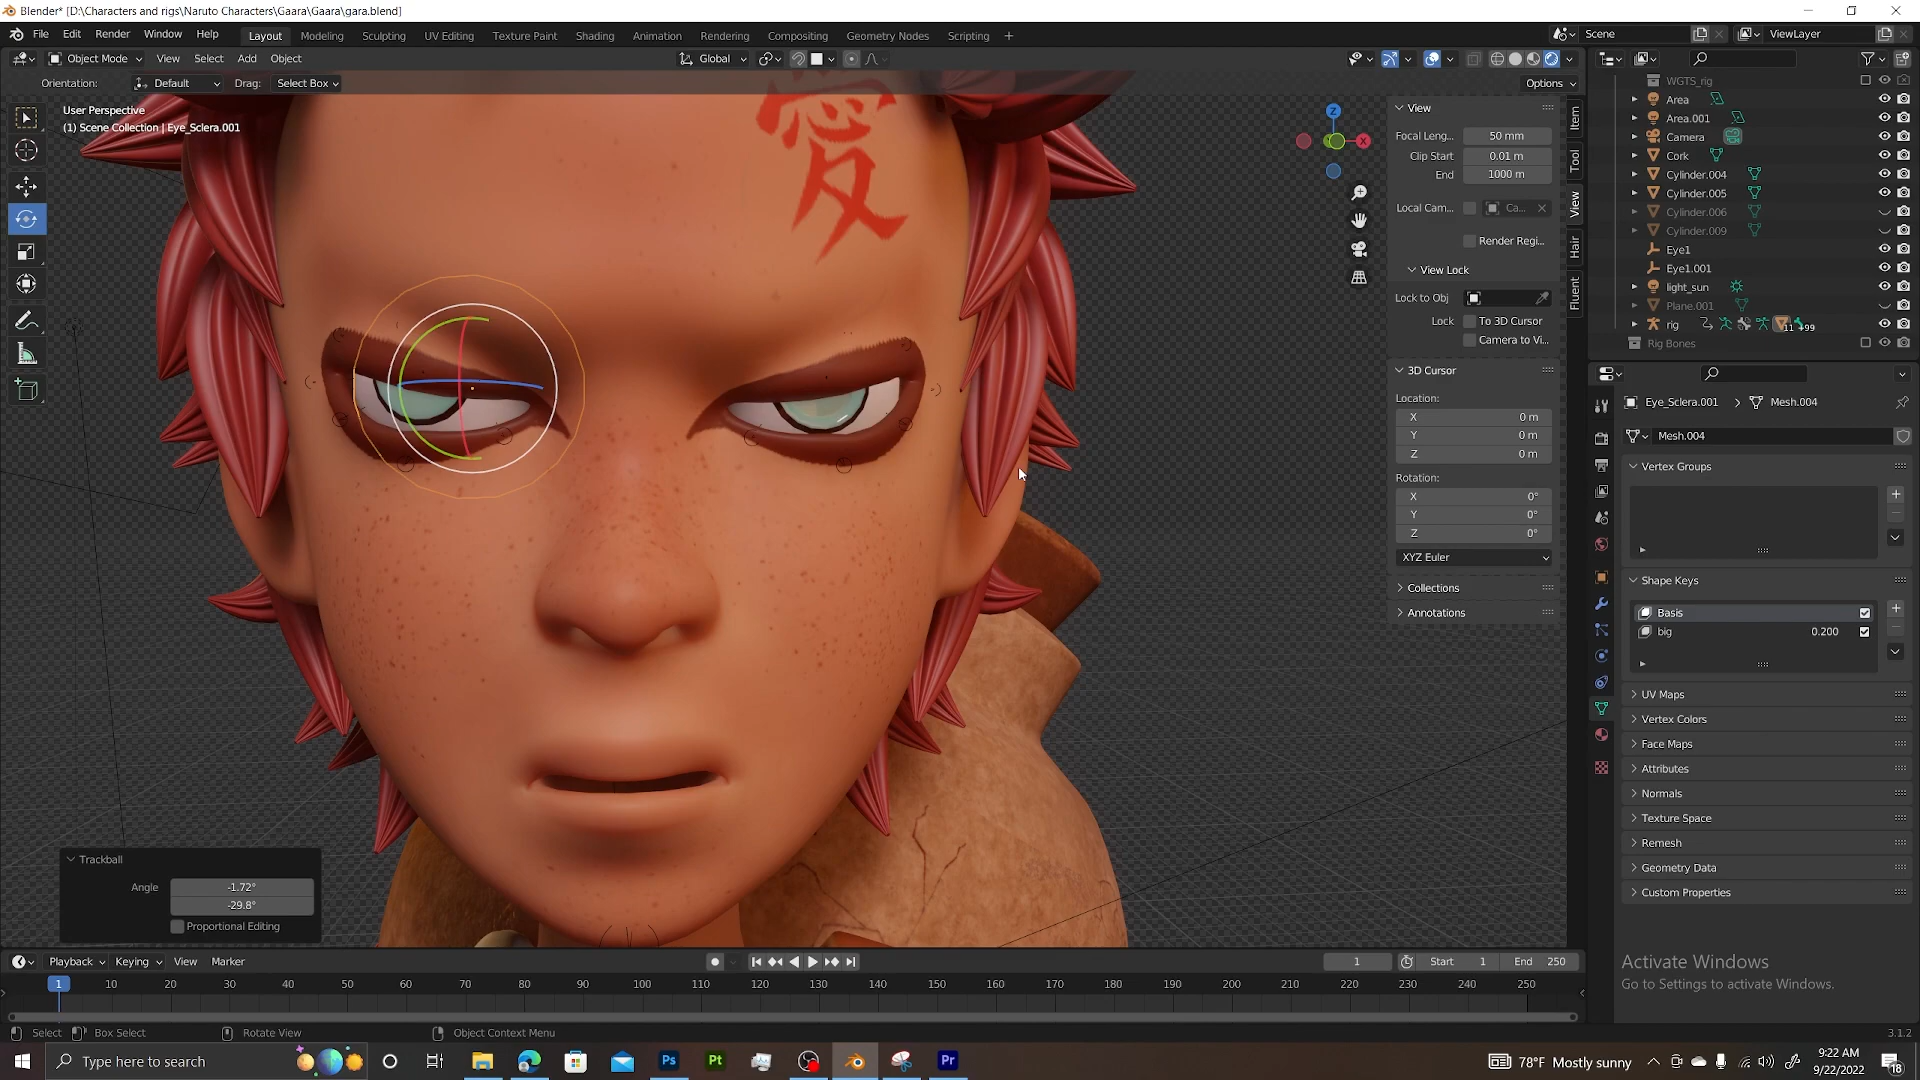 Blender* [D:\Characters and rigs\Naruto Characters\Gaara\Gaara\gara.blend]
File Edit Render Window Help Layout Modeling Sculpting UV Editing Texture Paint Shading Animation Rendering Compositing Geometry Nodes Scripting + Scene ViewLayer
Object Mode View Select Add Object Global
Orientation: Default Drag: Select Box Options
User Perspective
(1) Scene Collection | Eye_Sclera.001
愛
Z
X
View
Focal Leng... 50 mm
Clip Start 0.01 m
End 1000 m
Local Cam... Ca...
Render Regi...
View Lock
Lock to Obj
Lock To 3D Cursor
Camera to Vi...
3D Cursor
Location:
X 0 m
Y 0 m
Z 0 m
Rotation:
X 0°
Y 0°
Z 0°
XYZ Euler
Collections
Annotations
Item
Tool
View
Hair
Fluent
WGTS_rig
Area
Area.001
Camera
Cork
Cylinder.004
Cylinder.005
Cylinder.006
Cylinder.009
Eye1
Eye1.001
light_sun
Plane.001
rig 11 +99
Rig Bones
Eye_Sclera.001 > Mesh.004
Mesh.004
Vertex Groups
Shape Keys
Basis
big 0.200
UV Maps
Vertex Colors
Face Maps
Attributes
Normals
Texture Space
Remesh
Geometry Data
Custom Properties
Activate Windows
Go to Settings to activate Windows.
Trackball
Angle -1.72°
-29.8°
Proportional Editing
Playback Keying View Marker 1 Start 1 End 250
1 10 20 30 40 50 60 70 80 90 100 110 120 130 140 150 160 170 180 190 200 210 220 230 240 250
Select Box Select Rotate View Object Context Menu 3.1.2
Type here to search Ps Pt Pr 78°F Mostly sunny 9:22 AM
9/22/2022 18